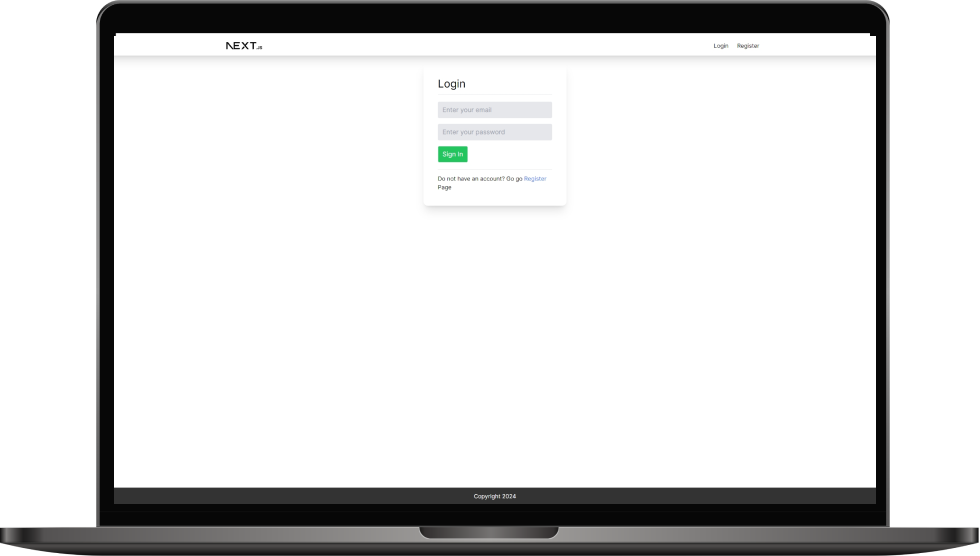 NEXT.JS
Login Register
Login
Enter your email
Enter your password
Sign In
Do not have an account? Go go Register
Page
Copyright 2024